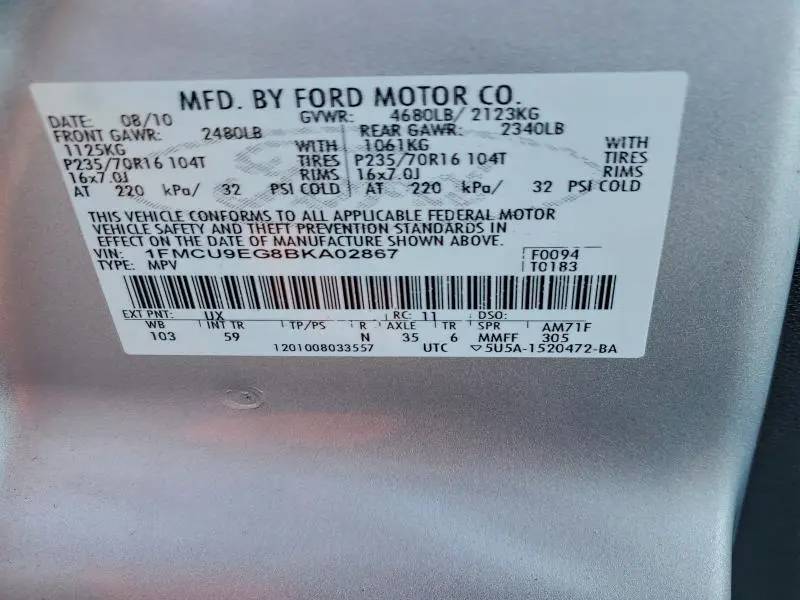 MFD. BY FORD MOTOR CO.
DATE: 08/10 GVWR: 4680LB/ 2123KG
FRONT GAWR: 2480LB REAR GAWR: 2340LB
1125KG WITH 1061KG WITH
P235/70R16 104T TIRES P235/70R16 104T TIRES
16x7.0J RIMS 16x7.0J RIMS
AT 220 kPa/ 32 PSI COLD AT 220 kPa/ 32 PSI COLD
THIS VEHICLE CONFORMS TO ALL APPLICABLE FEDERAL MOTOR
VEHICLE SAFETY AND THEFT PREVENTION STANDARDS IN
EFFECT ON THE DATE OF MANUFACTURE SHOWN ABOVE.
VIN: 1FMCU9EG8BKA02867 F0094
TYPE: MPV T0183
EXT PNT: UX RC: 11 DSO:
WB INT TR TP/PS R AXLE TR SPR AM71F
103 59 N 35 6 MMFF 305
1201008033557 UTC ▽5U5A-1520472-BA